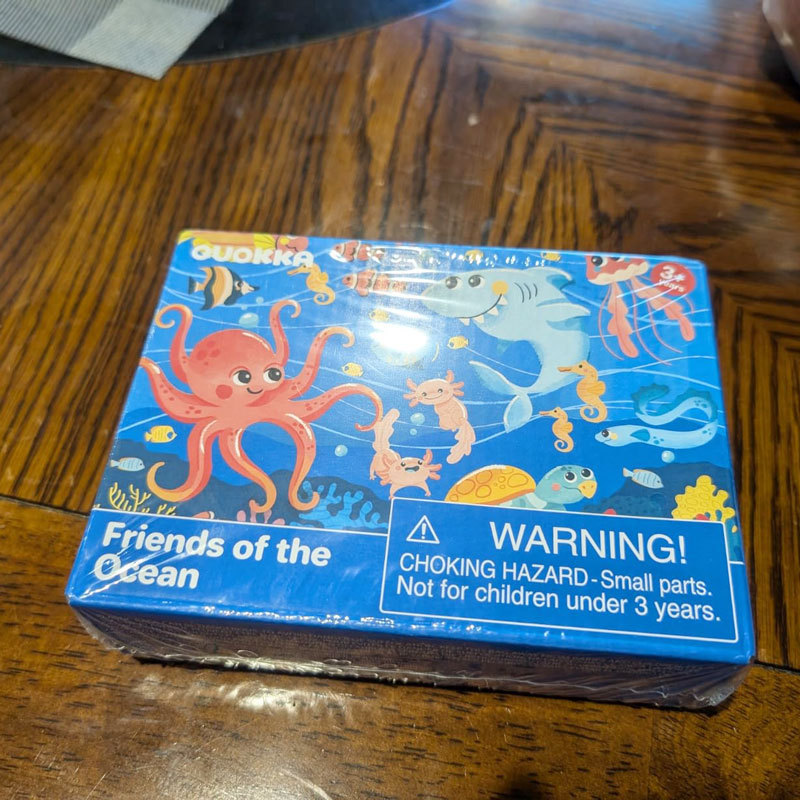 QUOKKA
3+
years
Friends of the
Ocean
WARNING!
CHOKING HAZARD - Small parts.
Not for children under 3 years.